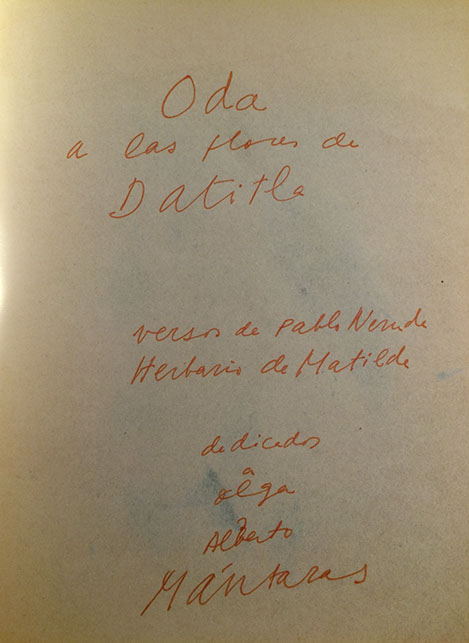 Oda
a las flores de
Datitla
versos de Pablo Neruda
Herbario de Matilde
dedicados
a
Olga
y
Alberto
Mántaras